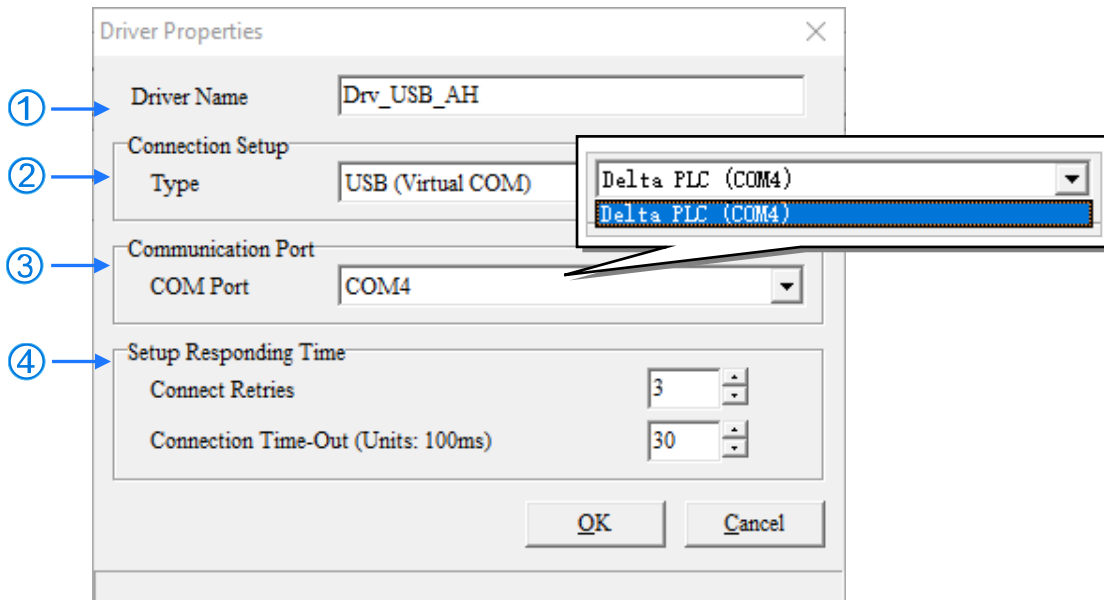 Driver Properties
① Driver Name Drv_USB_AH
Connection Setup
② Type USB (Virtual COM)
Delta PLC (COM4)
Delta PLC (COM4)
Communication Port
③ COM Port COM4
④ Setup Responding Time
Connect Retries 3
Connection Time-Out (Units: 100ms) 30
OK Cancel